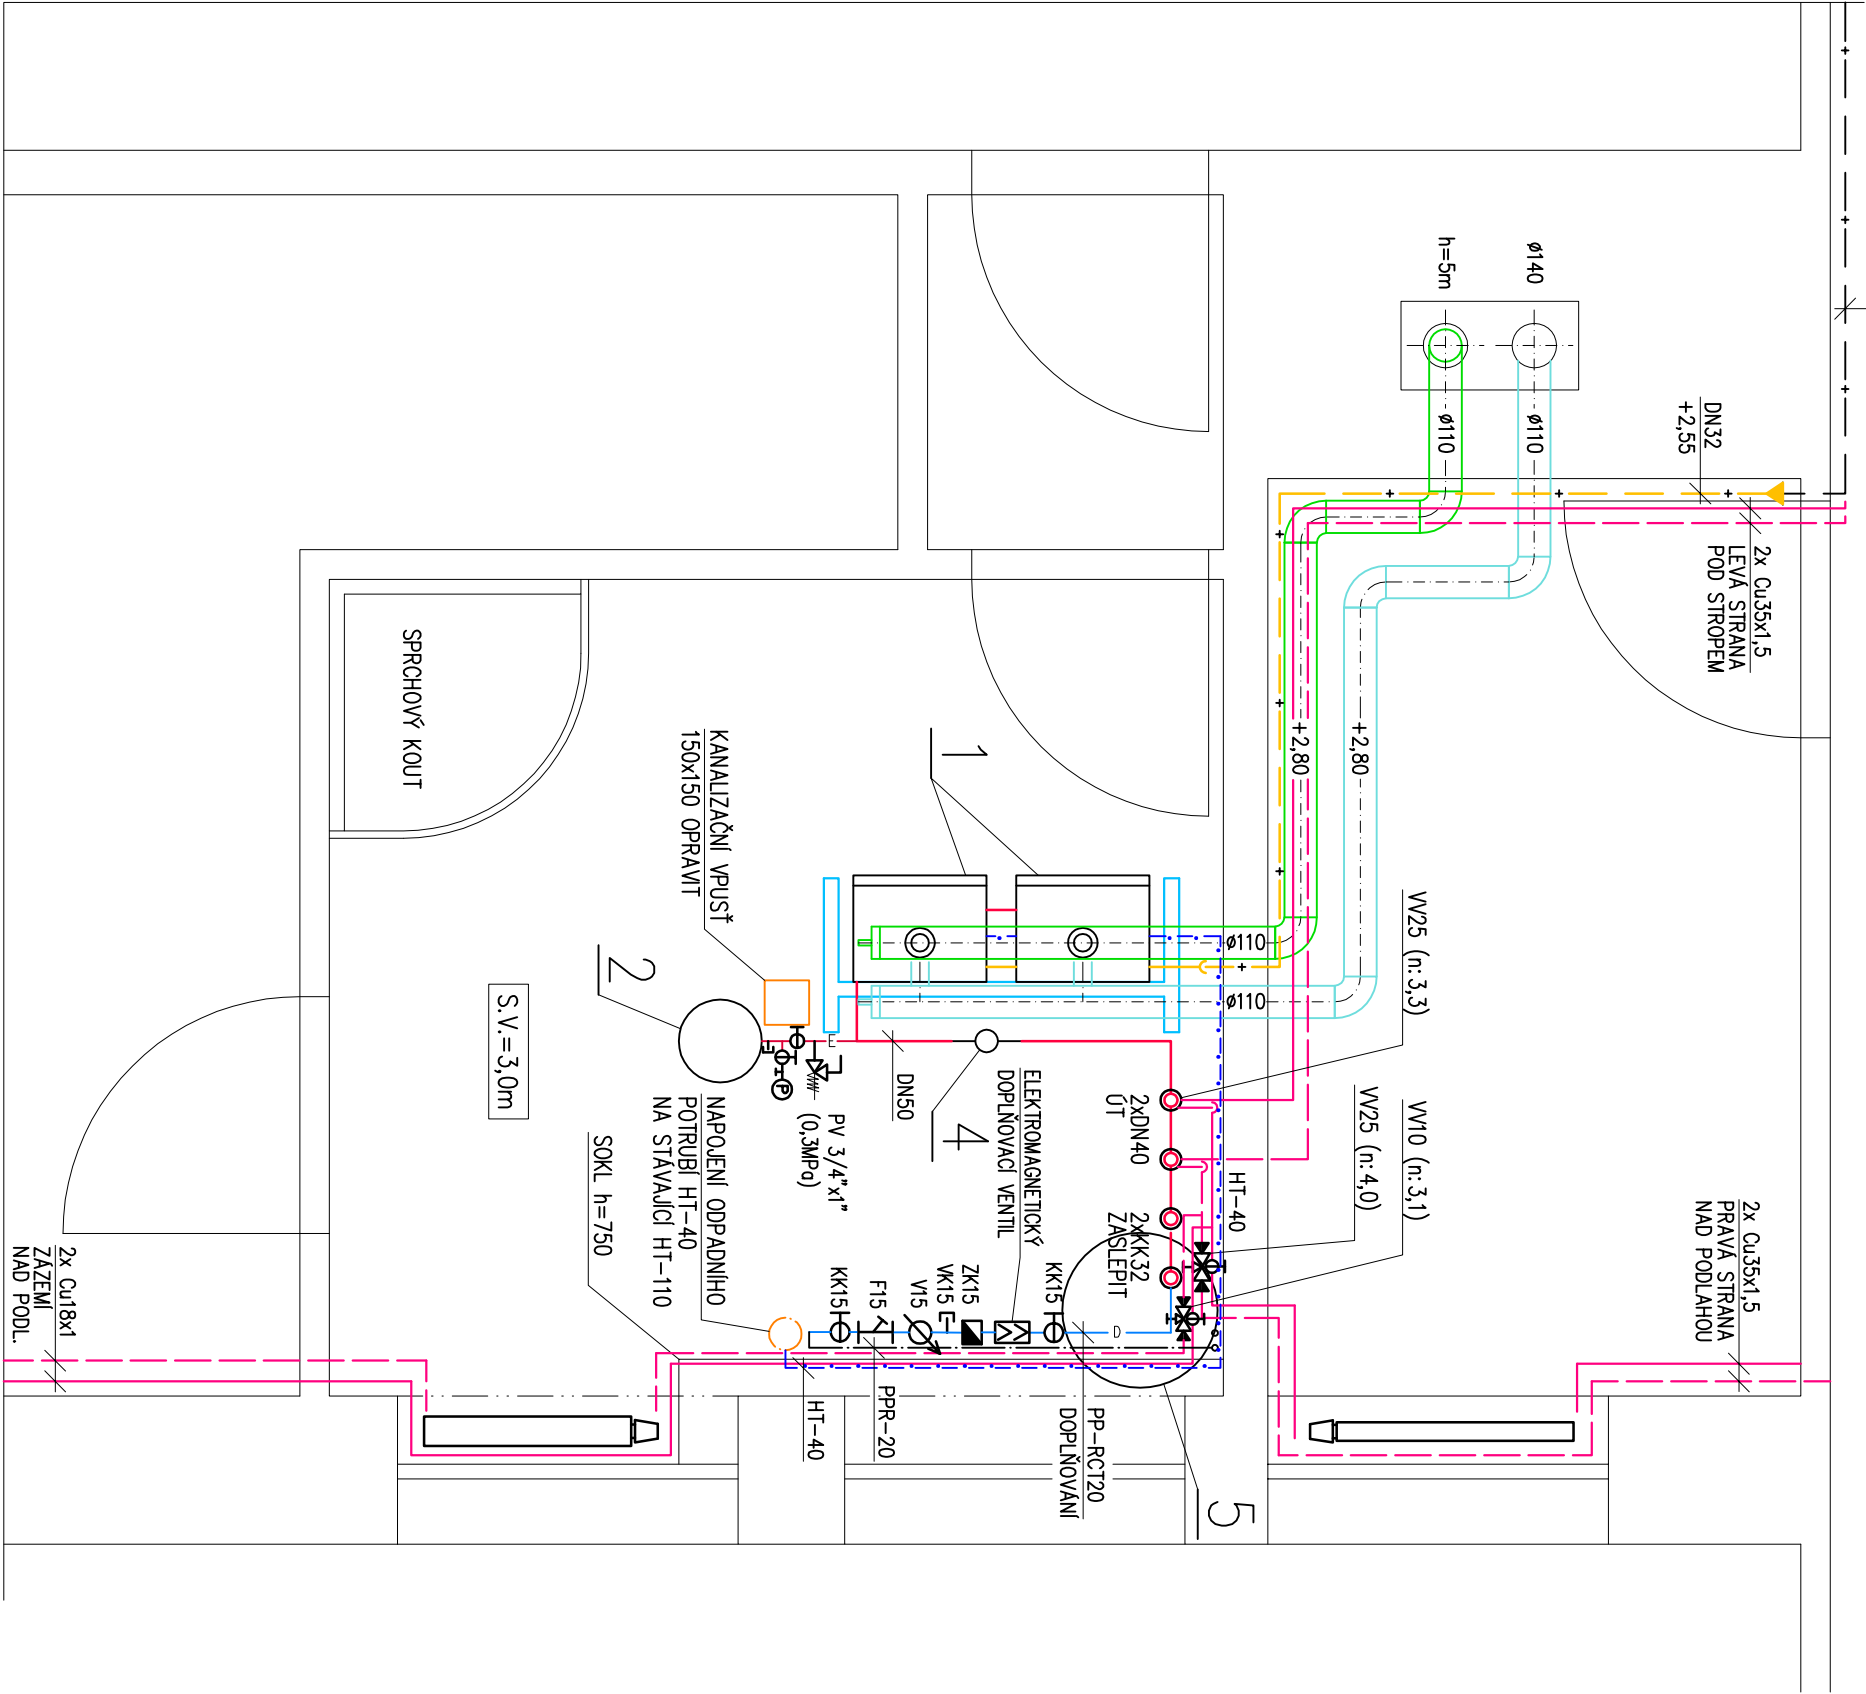 ø140
h=5m
ø110
ø110
DN32
+2,55
2x Cu35x1,5
LEVÁ STRANA
POD STROPEM
+2,80
+2,80
SPRCHOVÝ KOUT
KANALIZAČNÍ VPUSŤ
150x150 OPRAVIT
1
VV25 (n:3,3)
ø110
ø110
2
S.V.=3,0m
E
P
DN50
4
PV 3/4"x1"
(0,3MPa)
ELEKTROMAGNETICKÝ
DOPLŇOVACÍ VENTIL
2xDN40
ÚT
HT-40
VV25 (n:4,0)
VV10 (n:3,1)
2xKK32
ZASLEPIT
NAPOJENÍ ODPADNÍHO
POTRUBÍ HT-40
NA STÁVAJÍCÍ HT-110
SOKL h=750
KK15
F15
V15
VK15
ZK15
KK15
D
2x Cu35x1,5
PRAVÁ STRANA
NAD PODLAHOU
2x Cu18x1
ZÁZEMÍ
NAD PODL.
HT-40
PPR-20
PP-RCT20
DOPLŇOVÁNÍ
5